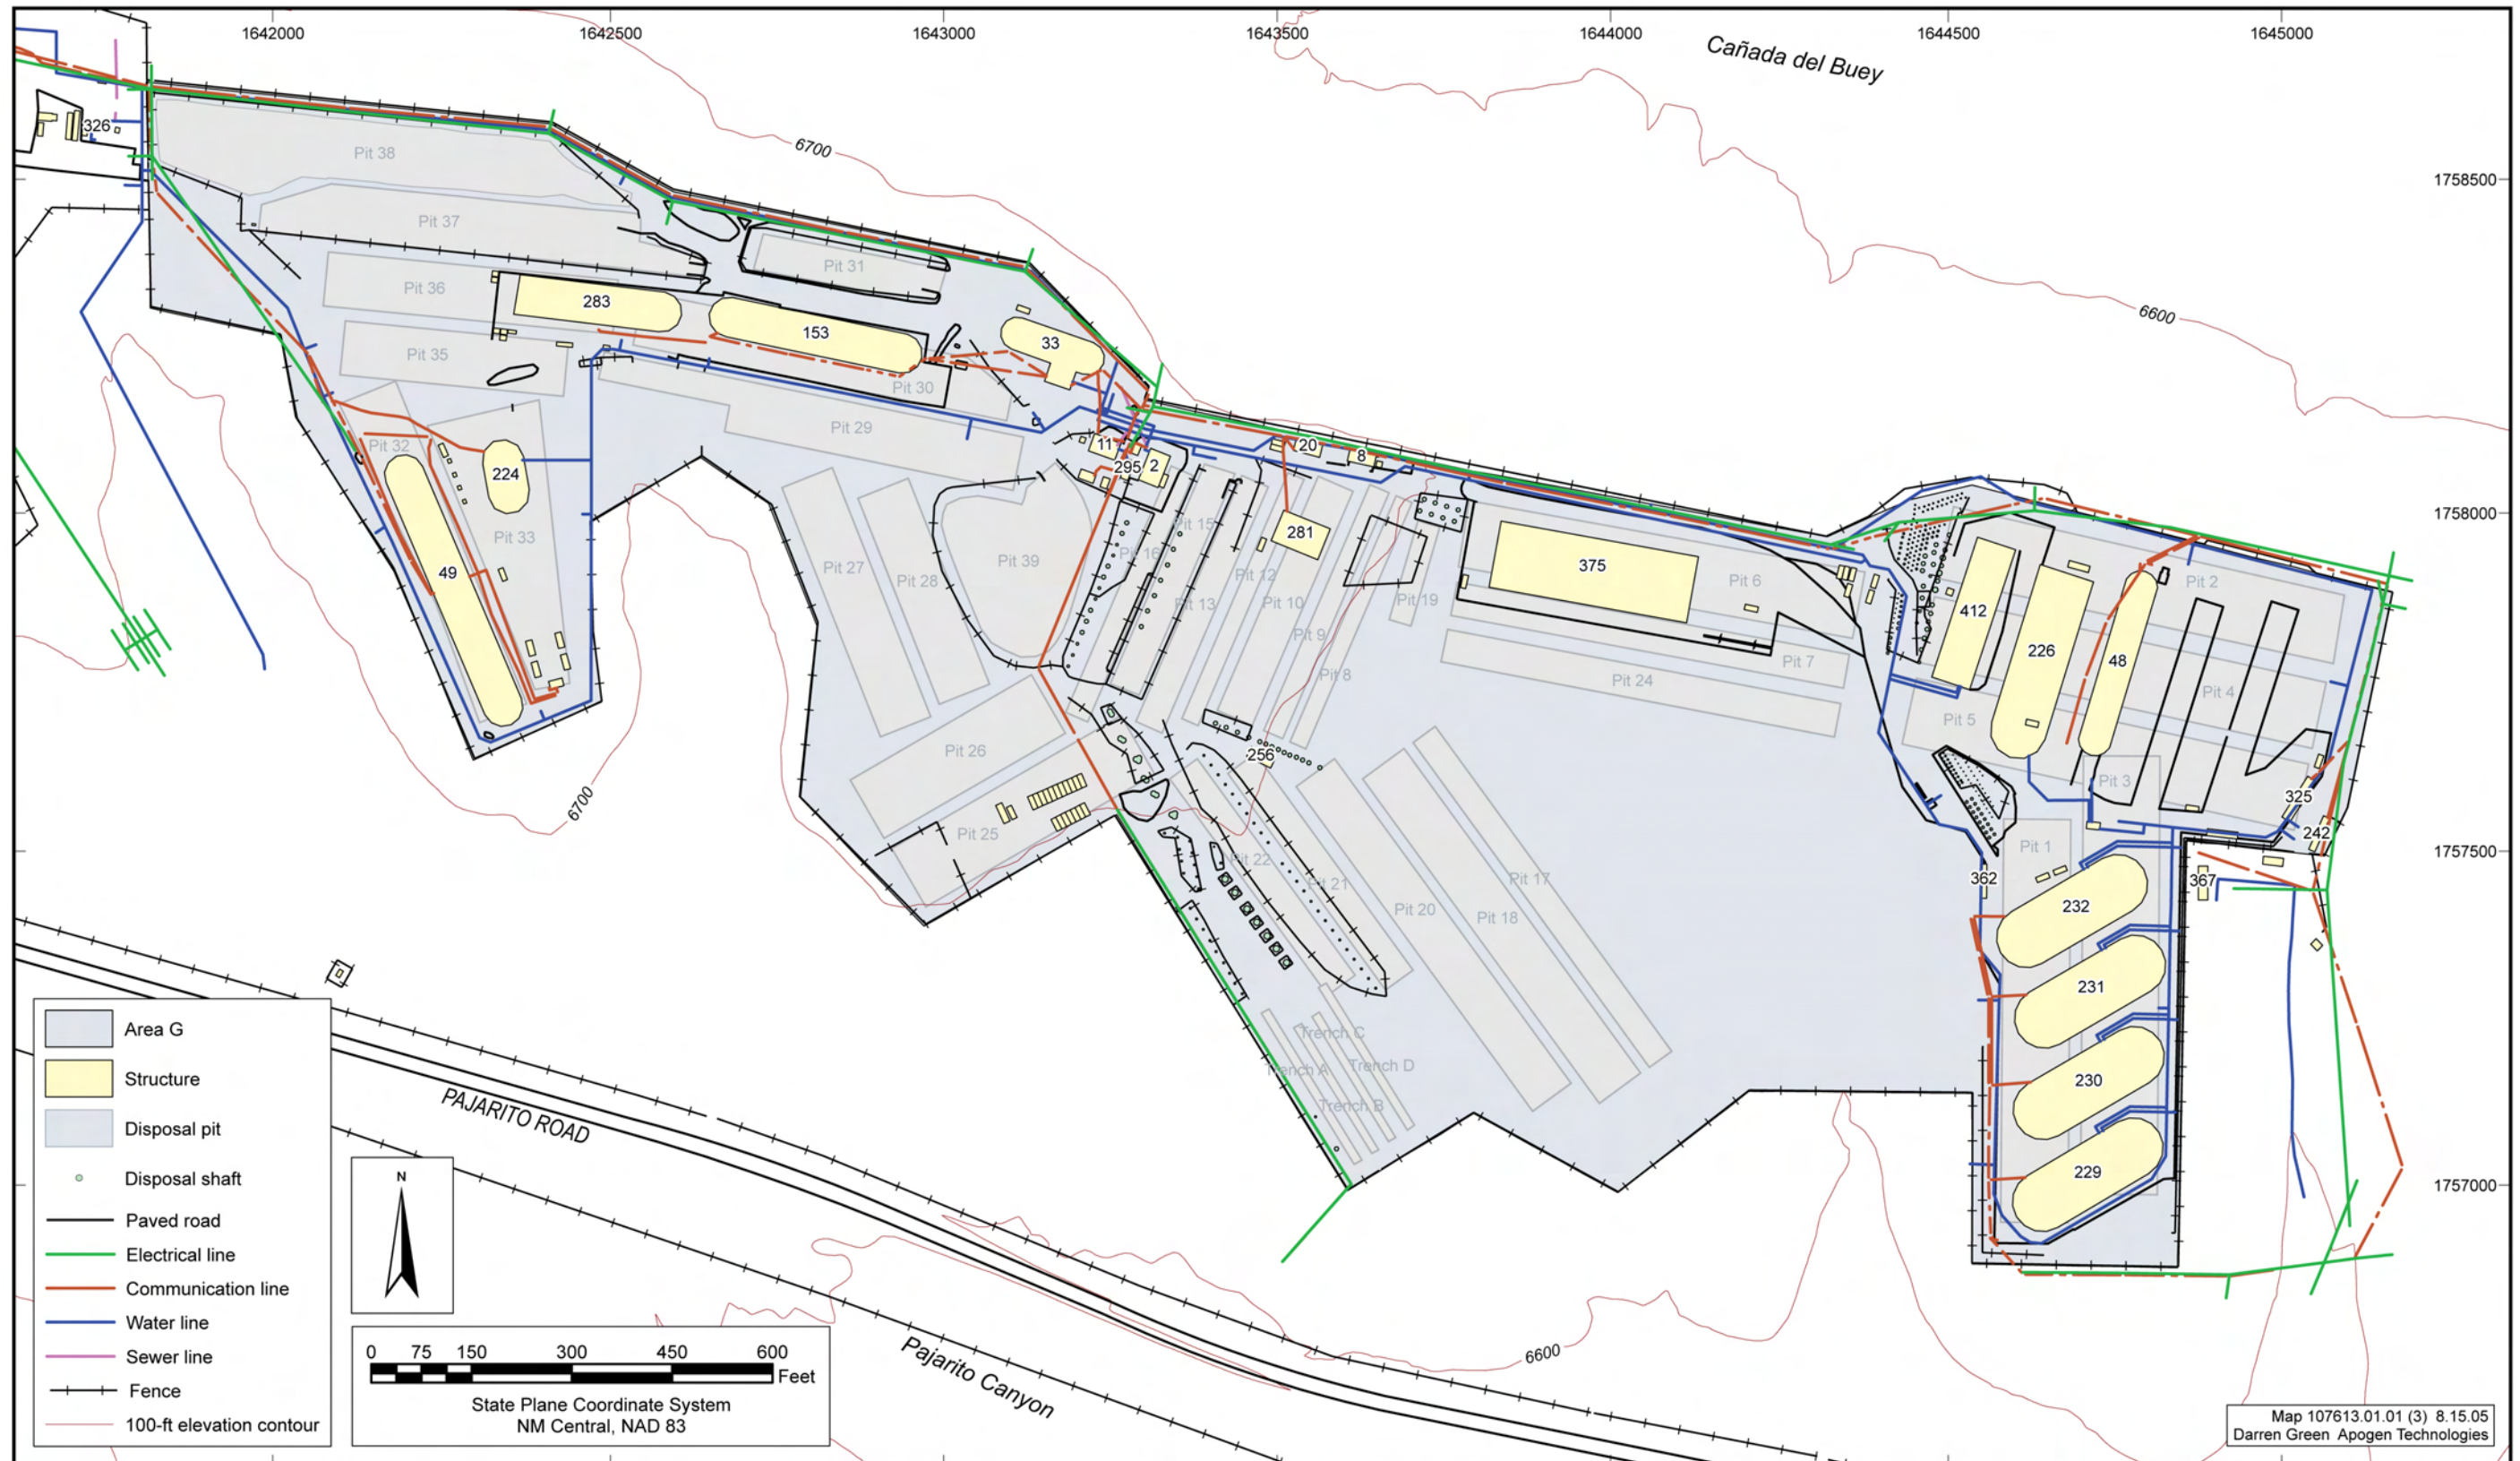 1642000
1642500
1643000
1643500
1644000
1644500
1645000
Cañada del Buey
326
Pit 38
6700
1758500
Pit 37
Pit 31
Pit 36
283
153
33
6600
Pit 35
Pit 30
Pit 29
Pit 32
224
11
295
2
20
8
Pit 33
49
Pit 27
Pit 28
Pit 39
Pit 15
Pit 16
281
Pit 12
Pit 13
Pit 10
Pit 9
Pit 8
Pit 19
375
Pit 6
Pit 7
Pit 24
1758000
412
226
48
Pit 2
Pit 4
Pit 5
Pit 3
Pit 26
256
6700
Pit 25
Pit 22
Pit 21
Pit 20
Pit 18
Pit 17
325
242
1757500
Pit 1
362
367
232
231
230
229
Trench C
Trench A
Trench D
Trench B
1757000
PAJARITO ROAD
Pajarito Canyon
6600
Area G
Structure
Disposal pit
Disposal shaft
Paved road
Electrical line
Communication line
Water line
Sewer line
Fence
100-ft elevation contour
N
0 75 150 300 450 600
Feet
State Plane Coordinate System
NM Central, NAD 83
Map 107613.01.01 (3) 8.15.05
Darren Green Apogen Technologies